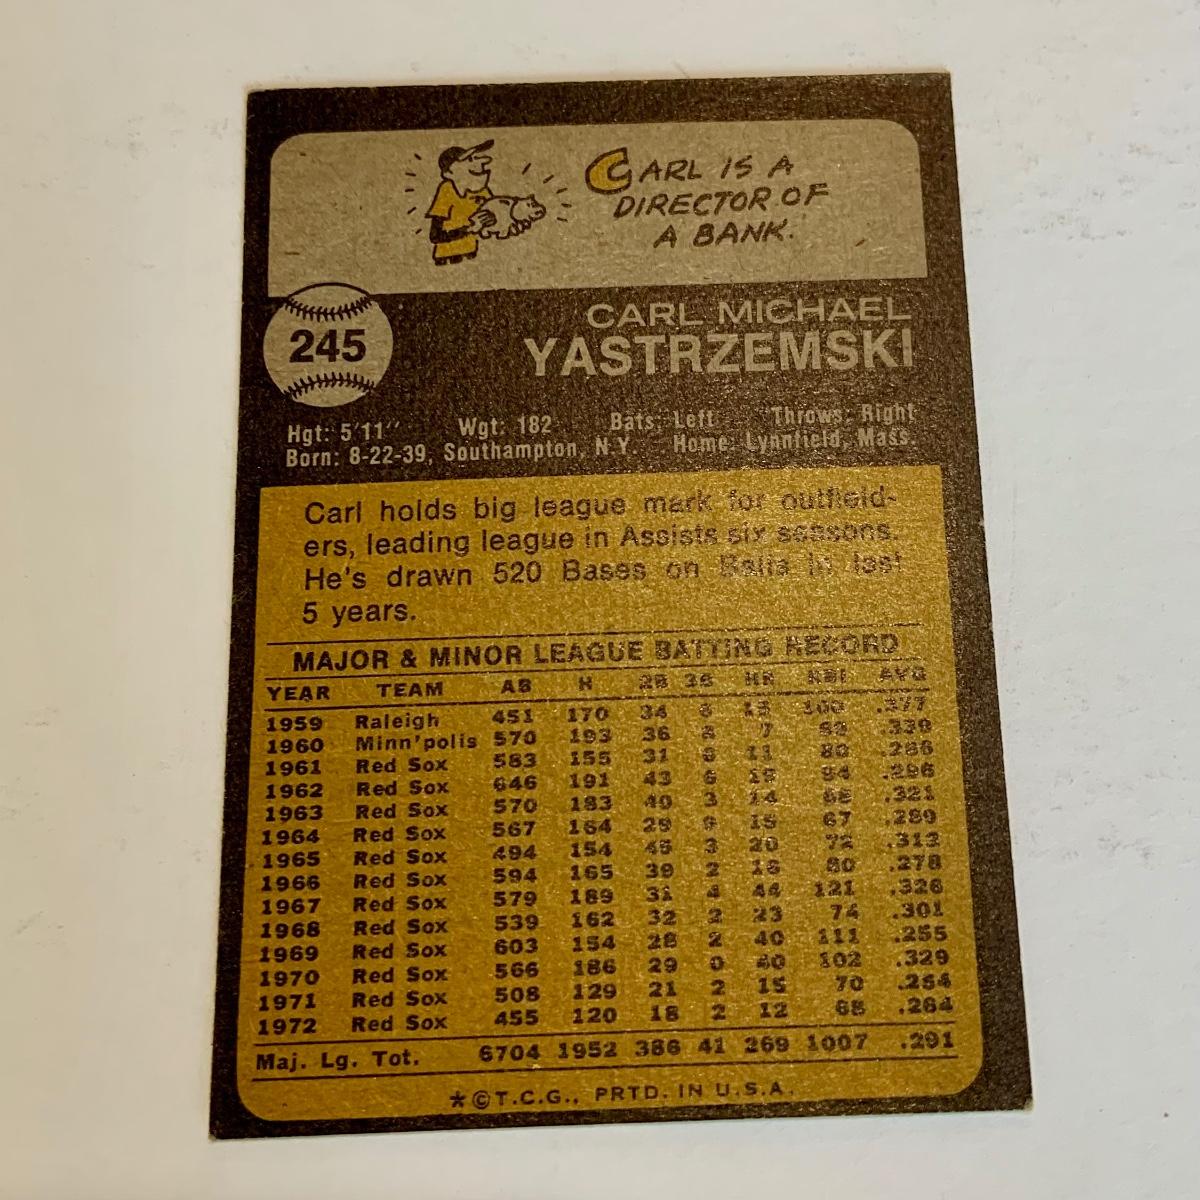 CARL IS A
DIRECTOR OF
A BANK.
245
CARL MICHAEL
YASTRZEMSKI
Hgt: 5'11" Wgt: 182 Bats: Left Throws: Right
Born: 8-22-39, Southampton, N.Y. Home: Lynnfield, Mass.
Carl holds big league mark for outfield-
ers, leading league in Assists six seasons.
He's drawn 520 Bases on Balls in last
5 years.
MAJOR & MINOR LEAGUE BATTING RECORD
YEAR TEAM AB H 2B 3B HR RBI AVG
1959 Raleigh 451 170 34 6 15 100 .377
1960 Minn'polis 570 193 36 8 7 69 .339
1961 Red Sox 583 155 31 6 11 80 .266
1962 Red Sox 646 191 43 6 19 94 .296
1963 Red Sox 570 183 40 3 14 68 .321
1964 Red Sox 567 164 29 9 15 67 .289
1965 Red Sox 494 154 45 3 20 72 .312
1966 Red Sox 594 165 39 2 16 80 .278
1967 Red Sox 579 189 31 4 44 121 .326
1968 Red Sox 539 162 32 2 23 74 .301
1969 Red Sox 603 154 28 2 40 111 .255
1970 Red Sox 566 186 29 0 40 102 .329
1971 Red Sox 508 129 21 2 15 70 .254
1972 Red Sox 455 120 18 2 12 68 .264
Maj. Lg. Tot. 6704 1952 386 41 269 1007 .291
*©T.C.G., PRTD. IN U.S.A.